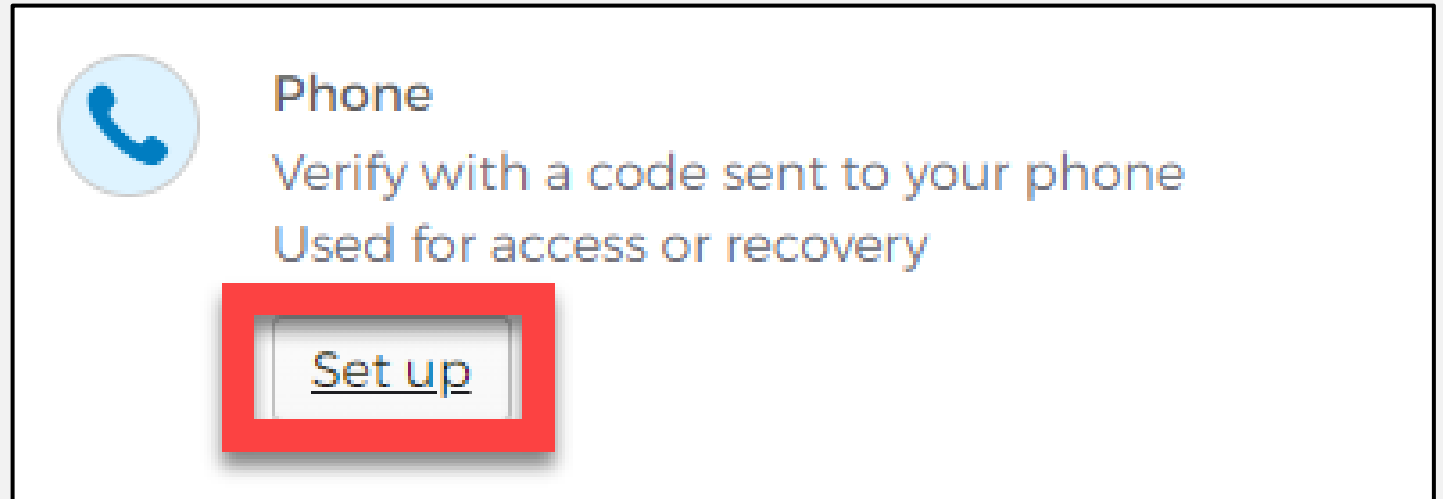 Phone
Verify with a code sent to your phone
Used for access or recovery
Set up